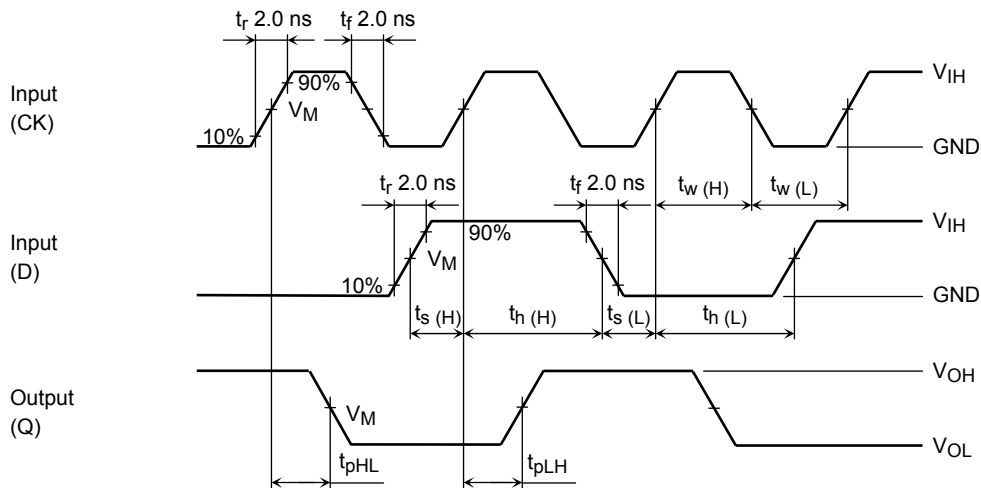 tr 2.0 ns
tf 2.0 ns
Input
(CK)
10%
90%
VM
VIH
GND
tr 2.0 ns
tf 2.0 ns
tw (H)
tw (L)
Input
(D)
10%
90%
VM
VIH
GND
ts (H)
th (H)
ts (L)
th (L)
Output
(Q)
VM
VOH
VOL
tpHL
tpLH